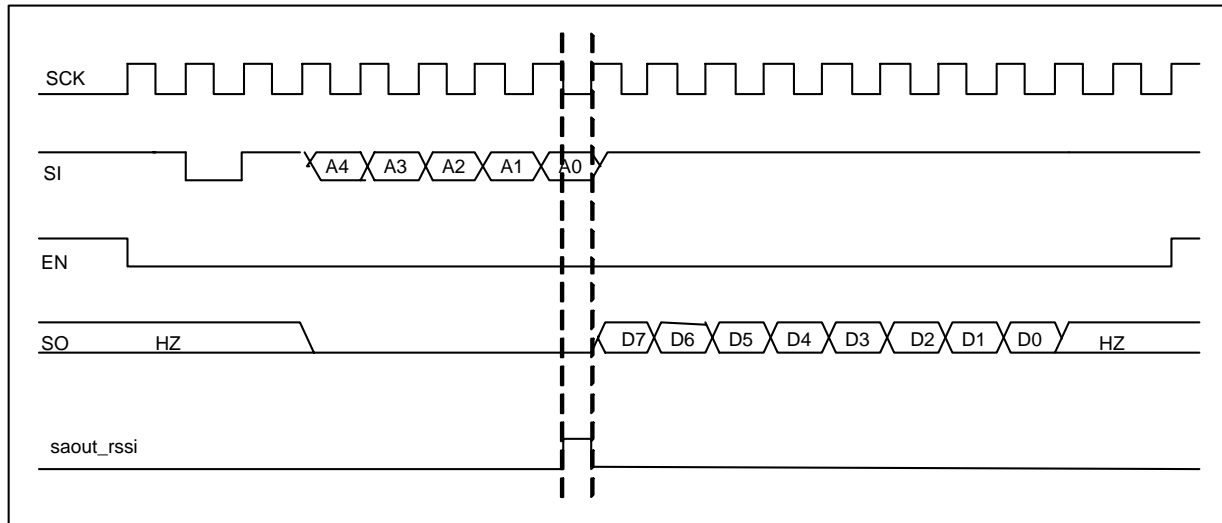 SCK
SI A4 A3 A2 A1 A0
EN
SO HZ D7 D6 D5 D4 D3 D2 D1 D0 HZ
saout_rssi